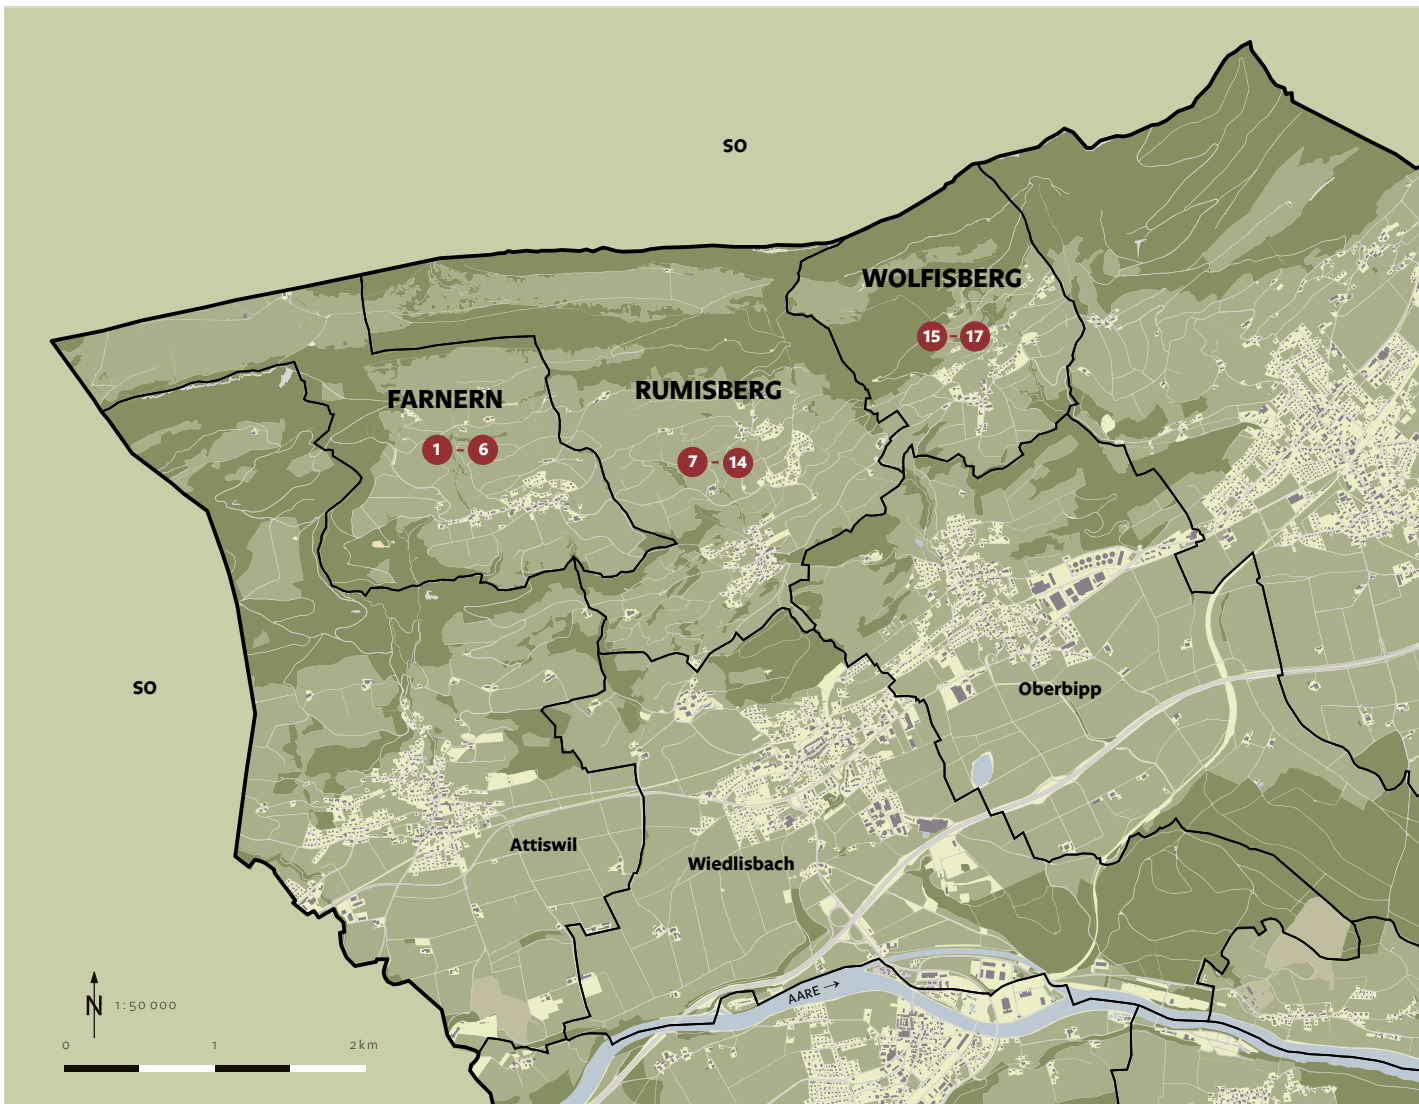 SO
WOLFISBERG
15 - 17
FARNERN
1 - 6
RUMISBERG
7 - 14
SO
Oberbipp
Attiswil
Wiedlisbach
AARE →
N 1:50 000
0 1 2 km